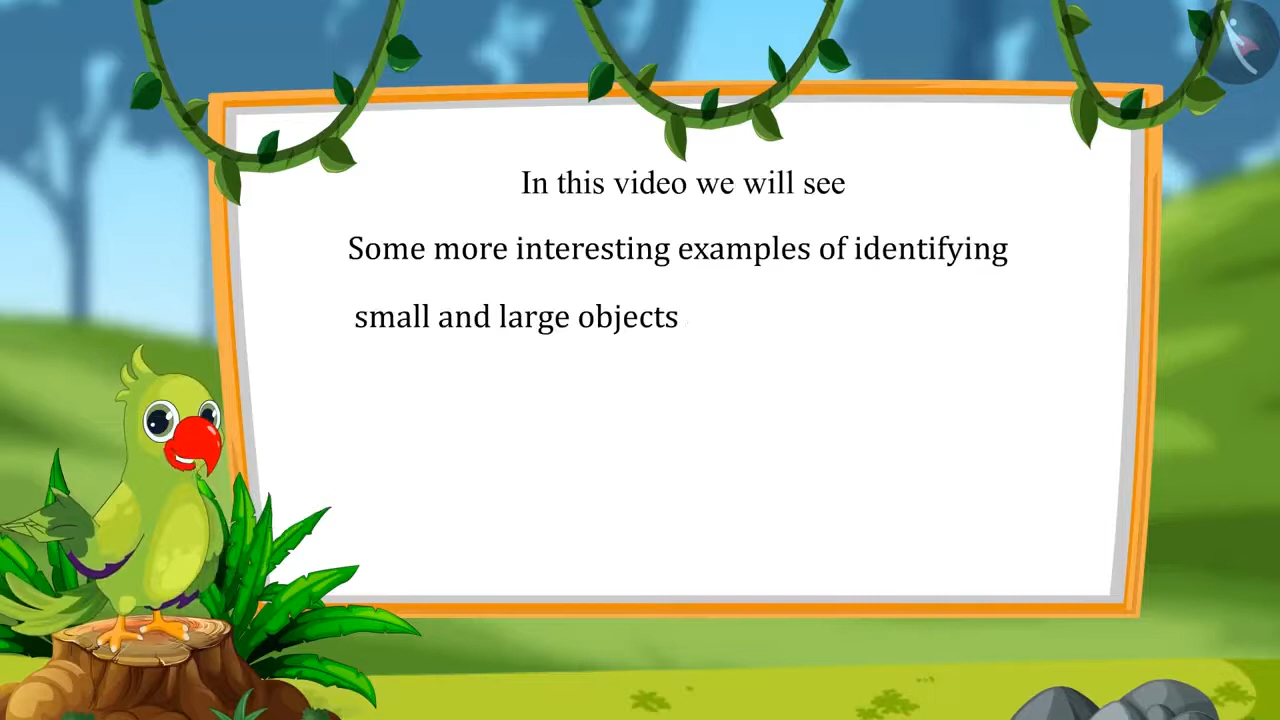 In this video we will see
Some more interesting examples of identifying
small and large objects